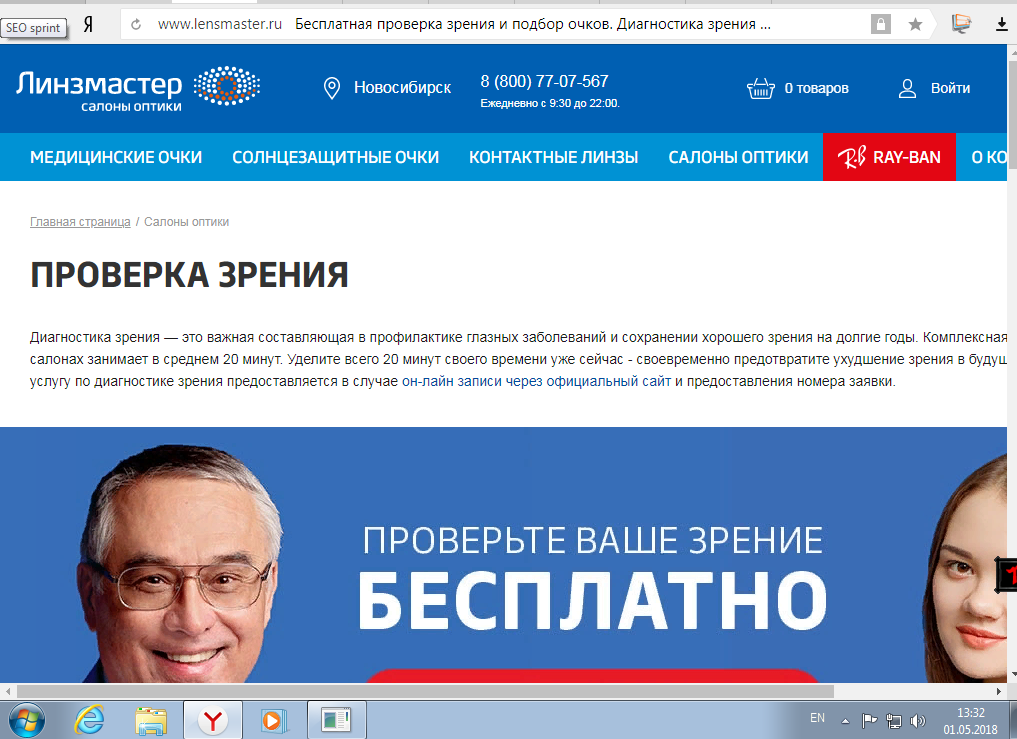 SEO sprint
Я
www.lensmaster.ru Бесплатная проверка зрения и подбор очков. Диагностика зрения ...
Линзмастер
салоны оптики
Новосибирск
8 (800) 77-07-567
Ежедневно с 9:30 до 22:00.
0 товаров
Войти
МЕДИЦИНСКИЕ ОЧКИ СОЛНЦЕЗАЩИТНЫЕ ОЧКИ КОНТАКТНЫЕ ЛИНЗЫ САЛОНЫ ОПТИКИ R.B RAY-BAN О КО
Главная страница / Салоны оптики
ПРОВЕРКА ЗРЕНИЯ
Диагностика зрения — это важная составляющая в профилактике глазных заболеваний и сохранении хорошего зрения на долгие годы. Комплексная
салонах занимает в среднем 20 минут. Уделите всего 20 минут своего времени уже сейчас - своевременно предотвратите ухудшение зрения в будущ
услугу по диагностике зрения предоставляется в случае он-лайн записи через официальный сайт и предоставления номера заявки.
ПРОВЕРЬТЕ ВАШЕ ЗРЕНИЕ
БЕСПЛАТНО
EN
13:32
01.05.2018